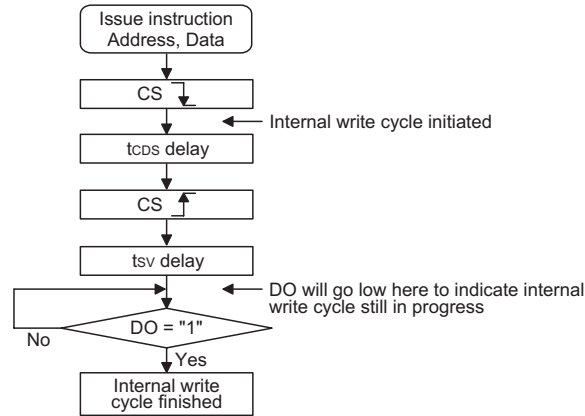 Issue instruction
Address, Data
CS
Internal write cycle initiated
tCDS delay
CS
tSV delay
DO will go low here to indicate internal
write cycle still in progress
DO = "1"
No
Yes
Internal write
cycle finished